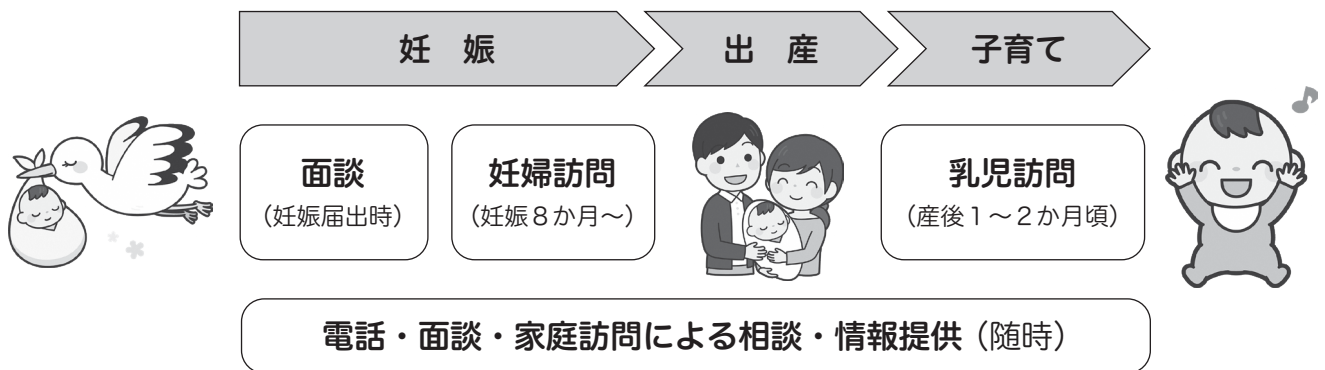 妊　娠
出　産
子育て
面談
（妊娠届出時）
妊婦訪問
（妊娠８か月～）
乳児訪問
（産後１～２か月頃）
電話・面談・家庭訪問による相談・情報提供（随時）